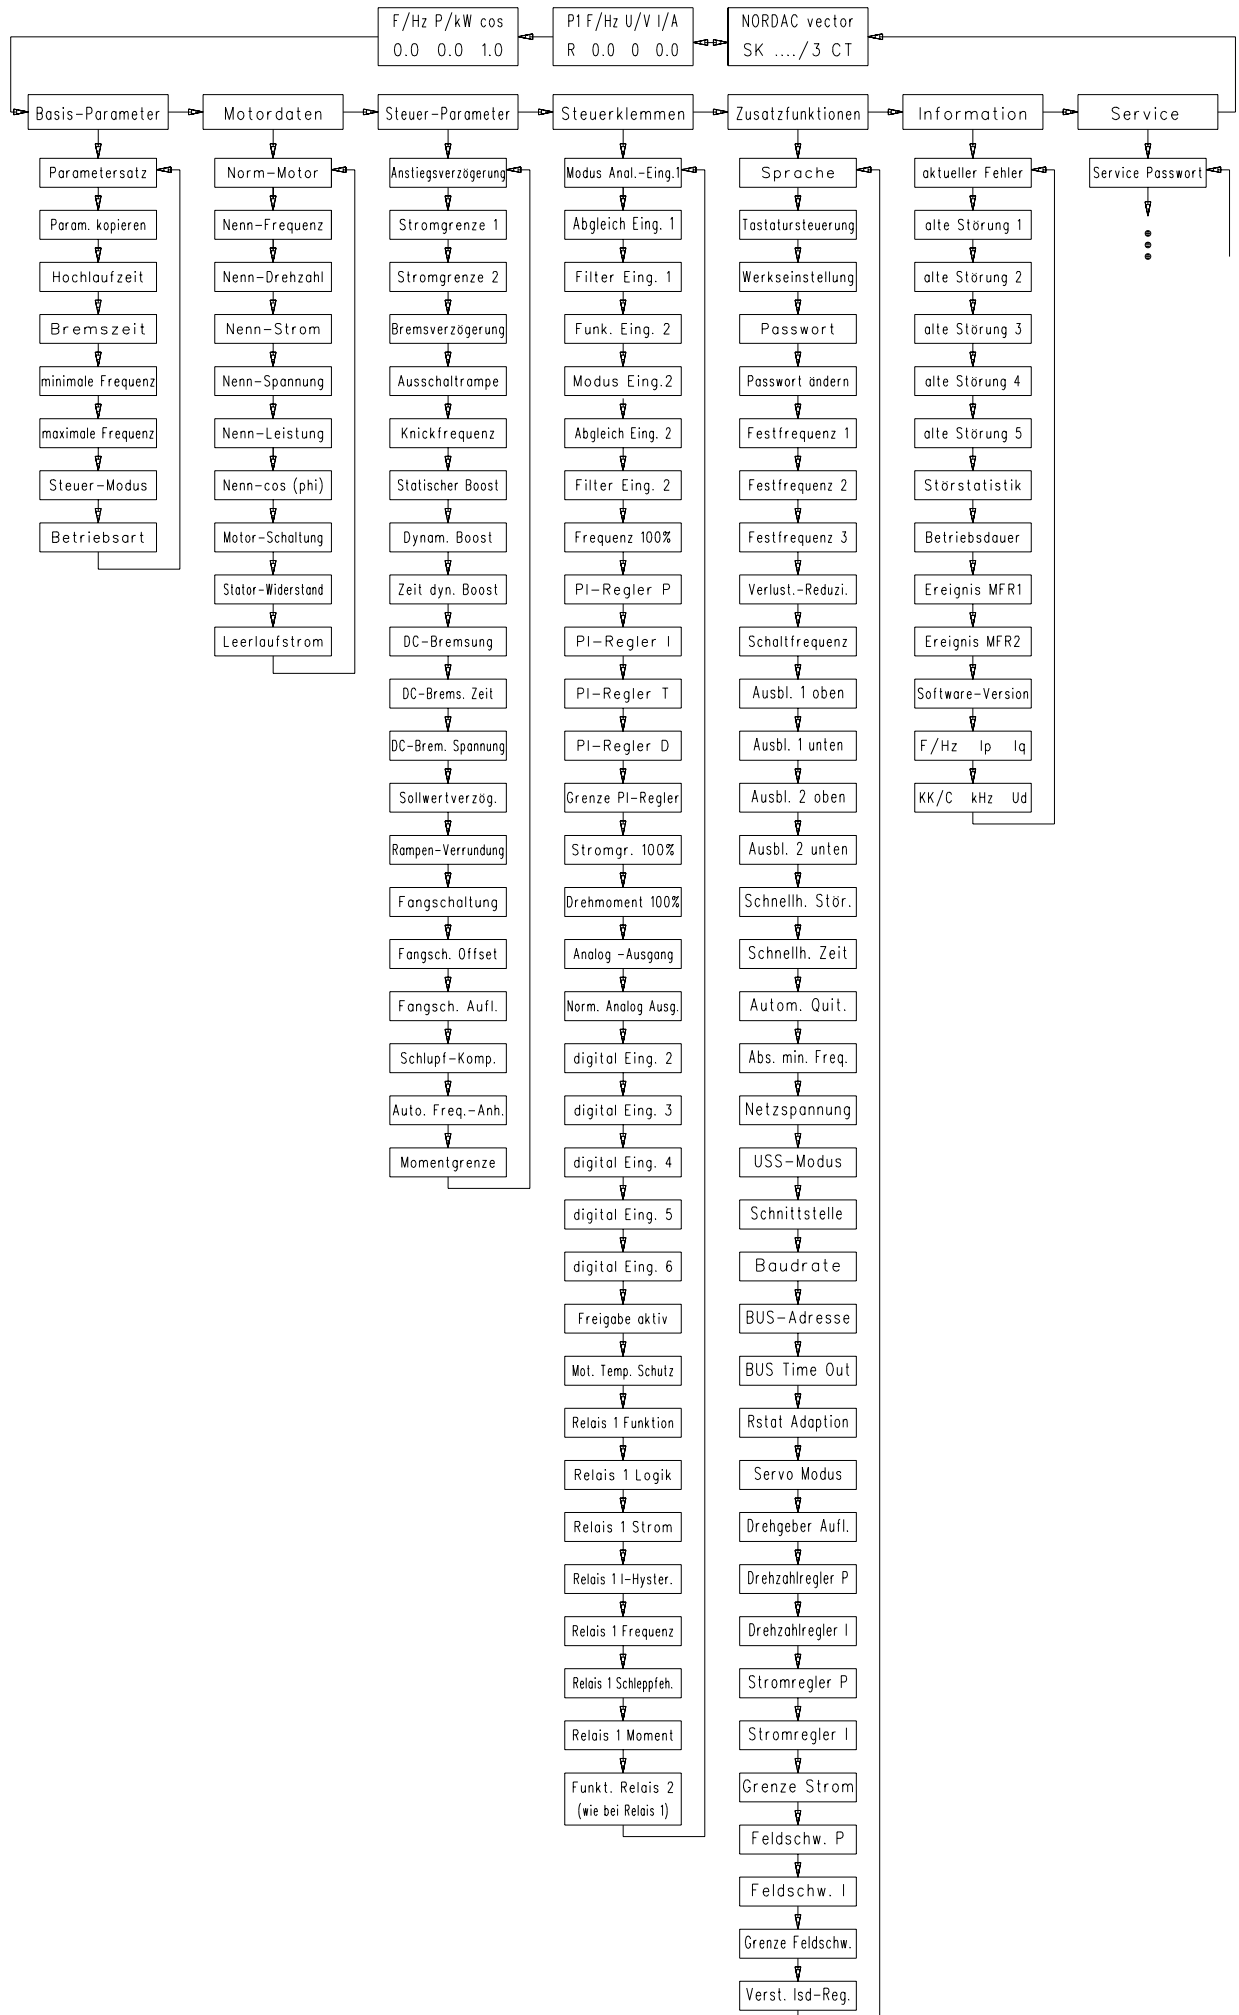 F/Hz P/kW cos
0.0 0.0 1.0
P1 F/Hz U/V I/A
R 0.0 0 0.0
NORDAC vector
SK ..../3 CT
Basis-Parameter
Parametersatz
Param. kopieren
Hochlaufzeit
Bremszeit
minimale Frequenz
maximale Frequenz
Steuer-Modus
Betriebsart
Motordaten
Norm-Motor
Nenn-Frequenz
Nenn-Drehzahl
Nenn-Strom
Nenn-Spannung
Nenn-Leistung
Nenn-cos (phi)
Motor-Schaltung
Stator-Widerstand
Leerlaufstrom
Steuer-Parameter
Anstiegsverzögerung
Stromgrenze 1
Stromgrenze 2
Bremsverzögerung
Ausschaltrampe
Knickfrequenz
Statischer Boost
Dynam. Boost
Zeit dyn. Boost
DC-Bremsung
DC-Brems. Zeit
DC-Brem. Spannung
Sollwertverzög.
Rampen-Verrundung
Fangschaltung
Fangsch. Offset
Fangsch. Aufl.
Schlupf-Komp.
Auto. Freq.-Anh.
Momentgrenze
Steuerklemmen
Modus Anal.-Eing.1
Abgleich Eing. 1
Filter Eing. 1
Funk. Eing. 2
Modus Eing.2
Abgleich Eing. 2
Filter Eing. 2
Frequenz 100%
PI-Regler P
PI-Regler I
PI-Regler T
PI-Regler D
Grenze PI-Regler
Stromgr. 100%
Drehmoment 100%
Analog -Ausgang
Norm. Analog Ausg.
digital Eing. 2
digital Eing. 3
digital Eing. 4
digital Eing. 5
digital Eing. 6
Freigabe aktiv
Mot. Temp. Schutz
Relais 1 Funktion
Relais 1 Logik
Relais 1 Strom
Relais 1 I-Hyster.
Relais 1 Frequenz
Relais 1 Schleppfeh.
Relais 1 Moment
Funkt. Relais 2
(wie bei Relais 1)
Zusatzfunktionen
Sprache
Tastatursteuerung
Werkseinstellung
Passwort
Passwort ändern
Festfrequenz 1
Festfrequenz 2
Festfrequenz 3
Verlust.-Reduzi.
Schaltfrequenz
Ausbl. 1 oben
Ausbl. 1 unten
Ausbl. 2 oben
Ausbl. 2 unten
Schnellh. Stör.
Schnellh. Zeit
Autom. Quit.
Abs. min. Freq.
Netzspannung
USS-Modus
Schnittstelle
Baudrate
BUS-Adresse
BUS Time Out
Rstat Adaption
Servo Modus
Drehgeber Aufl.
Drehzahlregler P
Drehzahlregler I
Stromregler P
Stromregler I
Grenze Strom
Feldschw. P
Feldschw. I
Grenze Feldschw.
Verst. Isd-Reg.
Information
aktueller Fehler
alte Störung 1
alte Störung 2
alte Störung 3
alte Störung 4
alte Störung 5
Störstatistik
Betriebsdauer
Ereignis MFR1
Ereignis MFR2
Software-Version
F/Hz Ip Iq
KK/C kHz Ud
Service
Service Passwort